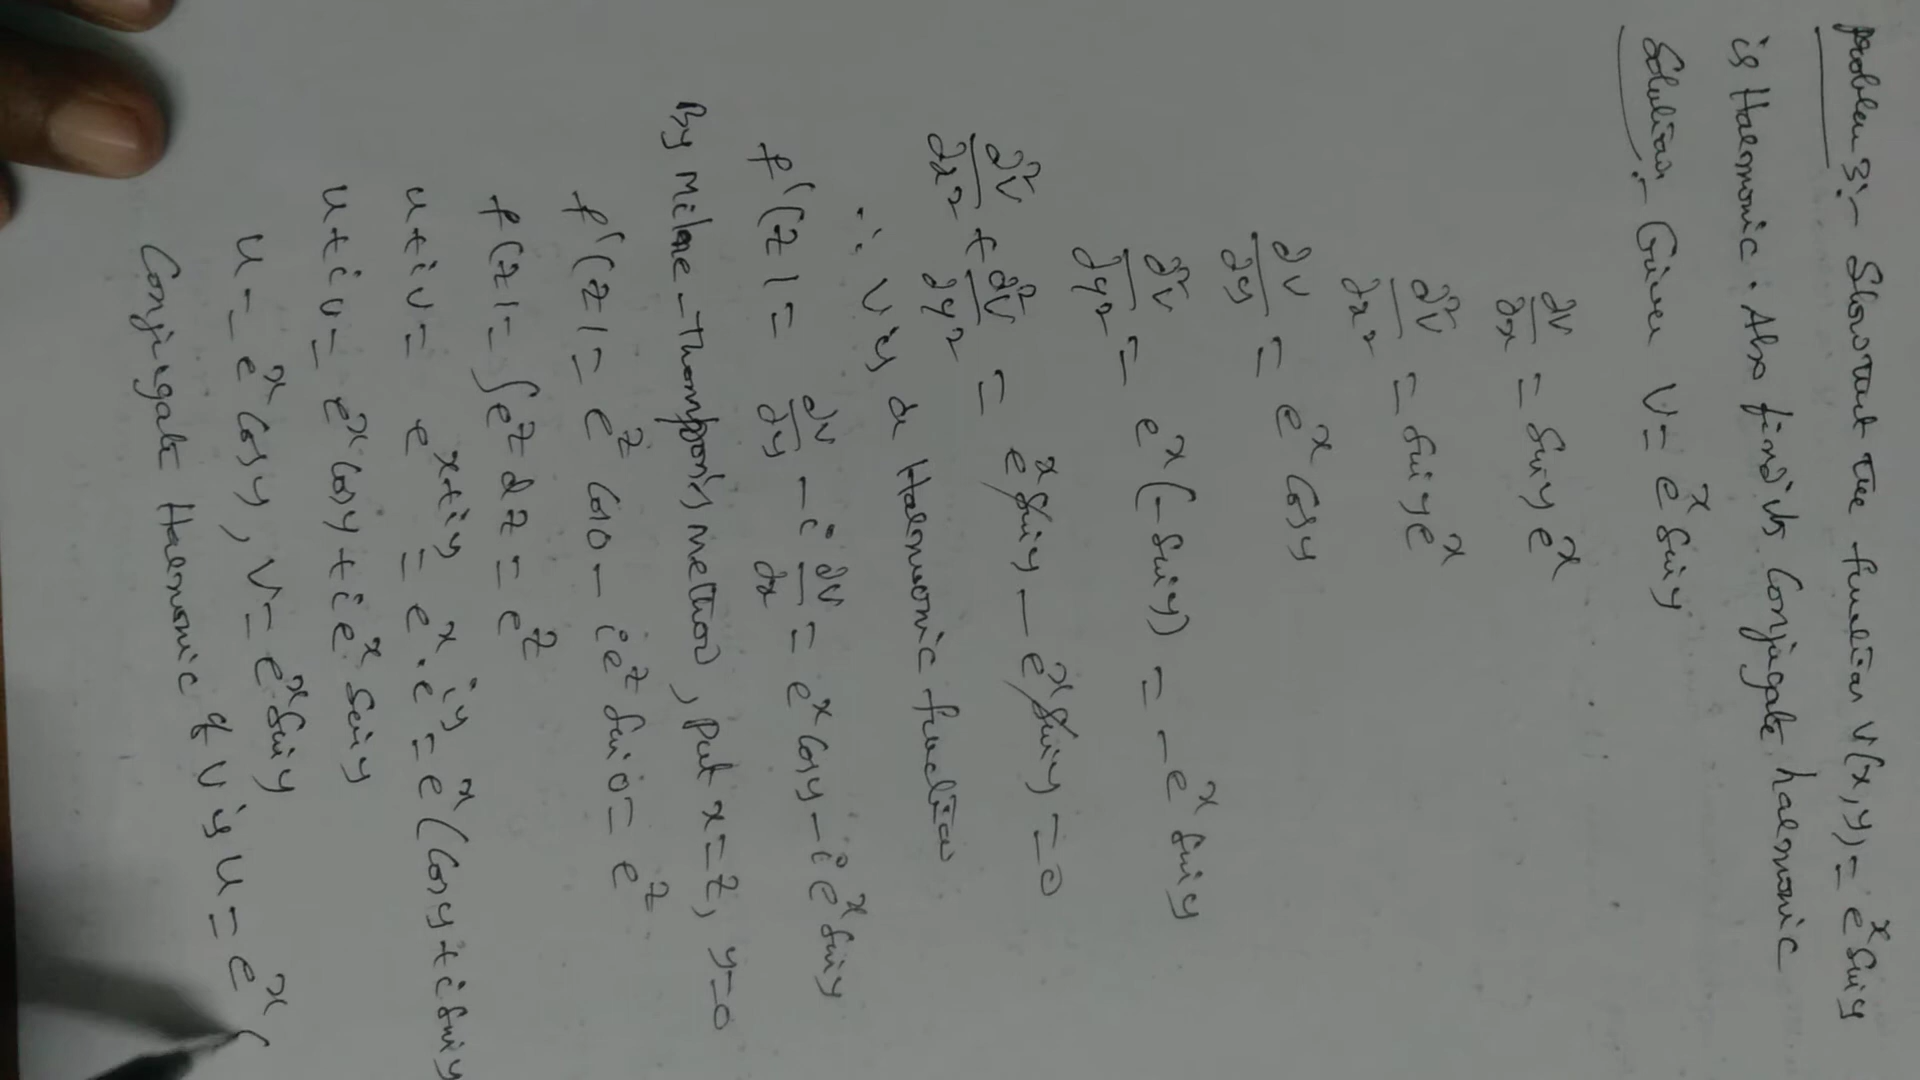 Problem 3:- Show that the function V(x,y) = e^x sin y
is Harmonic. Also find its Conjugate harmonic
Solution:- Given V = e^x sin y
∂v/∂x = sin y e^x
∂²v/∂x² = sin y e^x
∂v/∂y = e^x cos y
∂²v/∂y² = e^x (-sin y) = -e^x sin y
∂²v/∂x² + ∂²v/∂y² = e^x sin y - e^x sin y = 0
∴ V is a Harmonic function
f'(z) = ∂v/∂y - i ∂v/∂x = e^x cos y - i e^x sin y
By Milne-Thompson's method, put x = z, y = 0
f'(z) = e^z cos 0 - i e^z sin 0 = e^z
f(z) = ∫ e^z dz = e^z
u + iv = e^(x+iy) = e^x . e^(iy) = e^x (cos y + i sin y
u + iv = e^x cos y + i e^x sin y
u = e^x cos y, v = e^x sin y
Conjugate Harmonic of V is u = e^x (